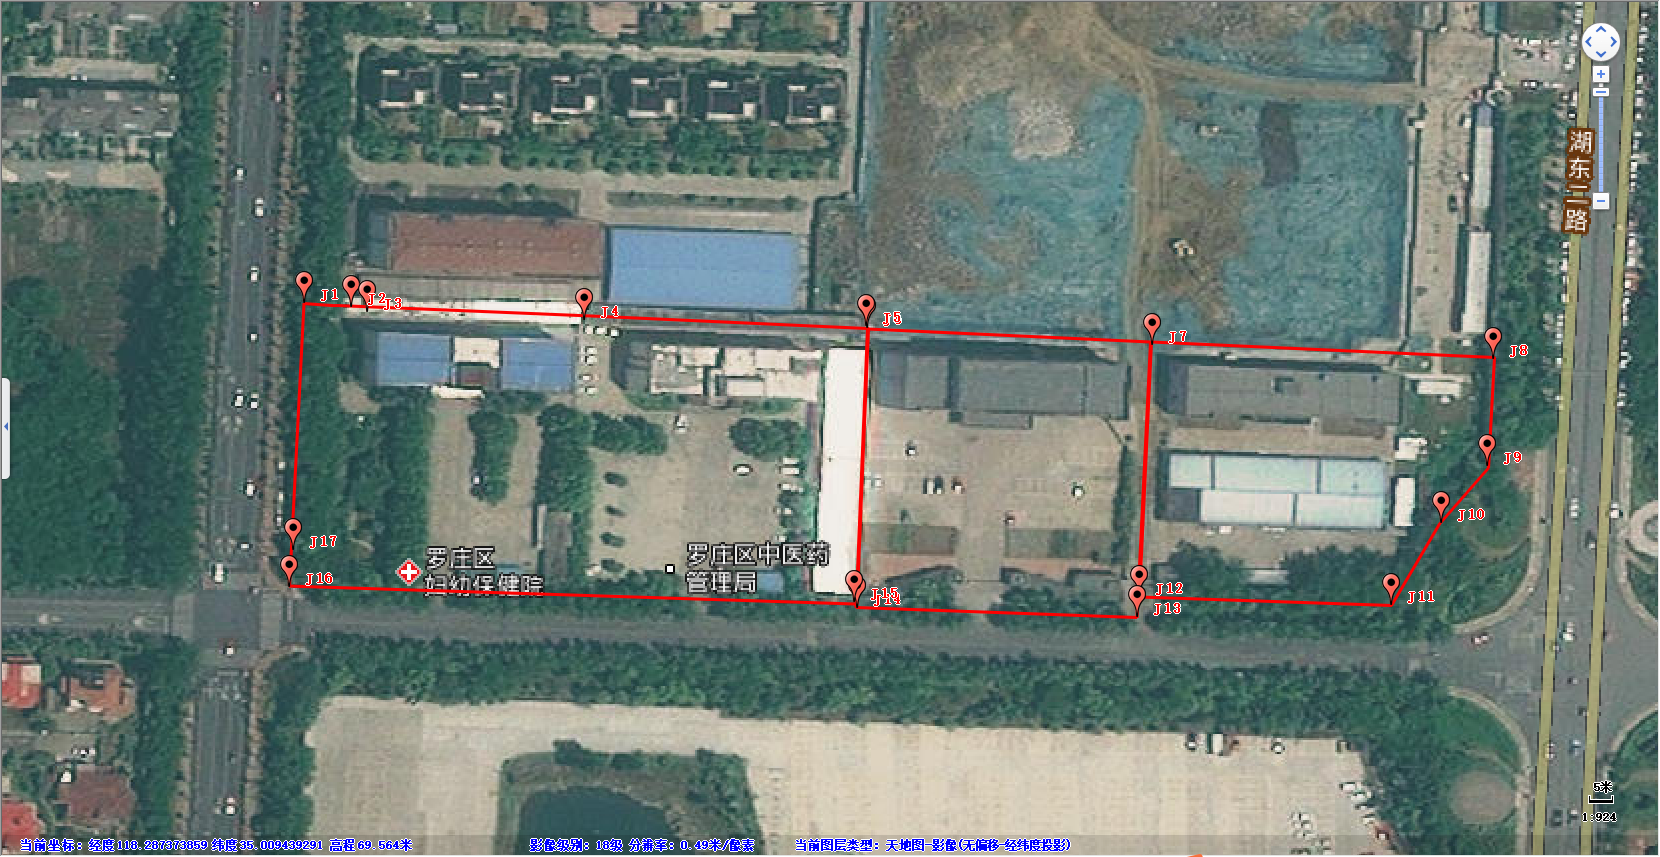 湖东二路
J1
J2
J3
J4
J5
J7
J8
J9
J10
J17
罗庄区
妇幼保健院
罗庄区中医药
管理局
J16
J15
J14
J12
J13
J11
5米
1:924
当前坐标：经度118.287373859 纬度35.009439291 高程69.564米
影像级别：18级 分辨率：0.49米/像素
当前图层类型：天地图-影像(无偏移-经纬度投影)